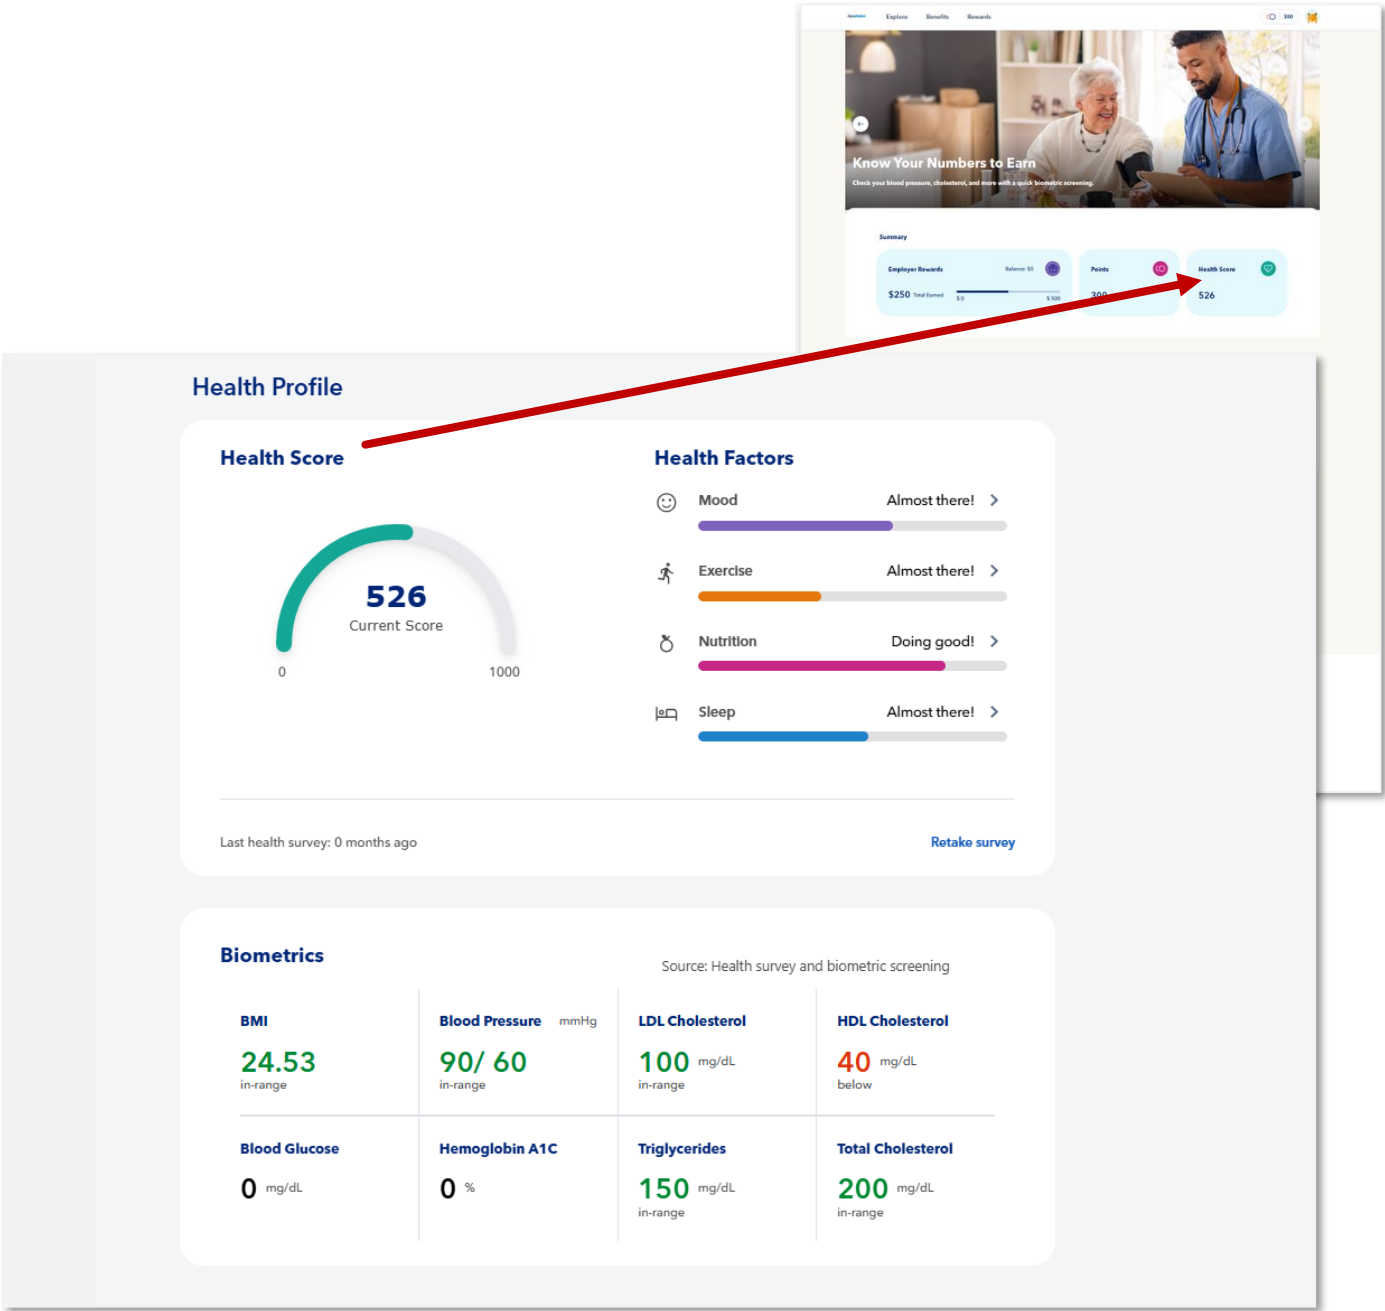 Explore Benefits Rewards 300
Know Your Numbers to Earn
Check your blood pressure, cholesterol, and more with a quick biometric screening.
Summary
Employer Rewards Balance: $0 Points Health Score
$250 Total Earned $ 0 $ 500 300 526
Health Profile
Health Score
526
Current Score
0 1000
Health Factors
Mood Almost there!
Exercise Almost there!
Nutrition Doing good!
Sleep Almost there!
Last health survey: 0 months ago Retake survey
Biometrics
Source: Health survey and biometric screening
BMI Blood Pressure mmHg LDL Cholesterol HDL Cholesterol
24.53 90/ 60 100 mg/dL 40 mg/dL
in-range in-range in-range below
Blood Glucose Hemoglobin A1C Triglycerides Total Cholesterol
0 mg/dL 0 % 150 mg/dL 200 mg/dL
in-range in-range